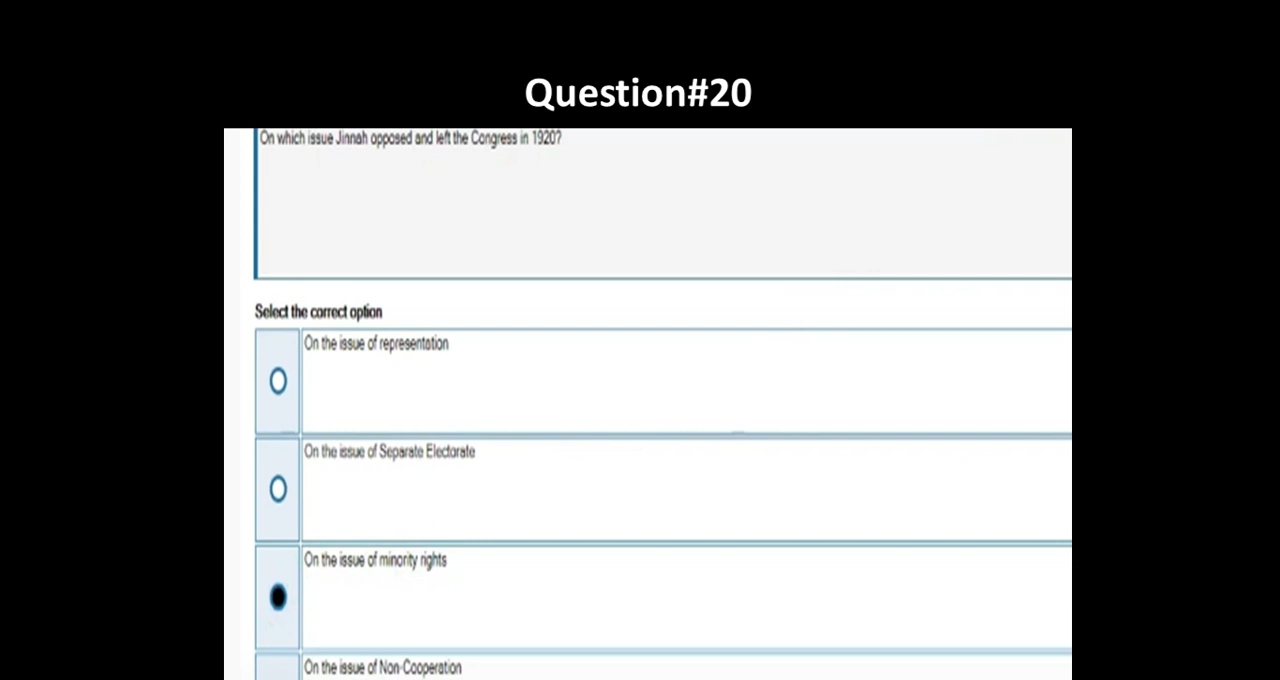 Question#20
On which issue Jinnah opposed and left the Congress in 1920?
Select the correct option
On the issue of representation
On the issue of Separate Electorate
On the issue of minority rights
On the issue of Non-Cooperation